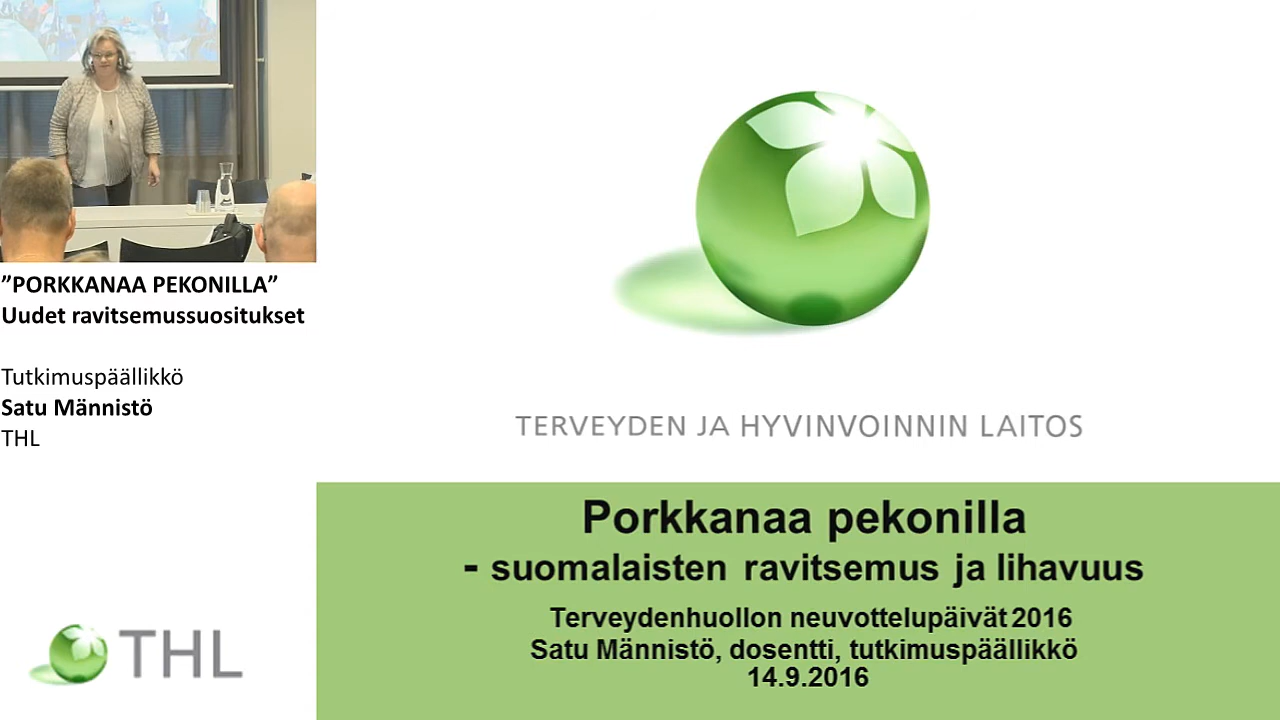 ”PORKKANAA PEKONILLA”
Uudet ravitsemussuositukset
Tutkimuspäällikkö
Satu Männistö
THL
THL
TERVEYDEN JA HYVINVOINNIN LAITOS
Porkkanaa pekonilla
- suomalaisten ravitsemus ja lihavuus
Terveydenhuollon neuvottelupäivät 2016
Satu Männistö, dosentti, tutkimuspäällikkö
14.9.2016